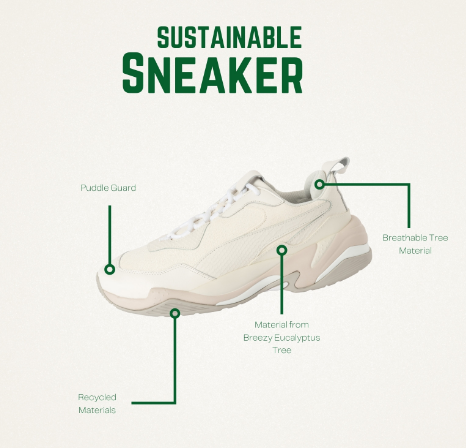 SUSTAINABLE
SNEAKER
Puddle Guard
Breathable Tree
Material
Material from
Breezy Eucalyptus
Tree
Recycled
Materials